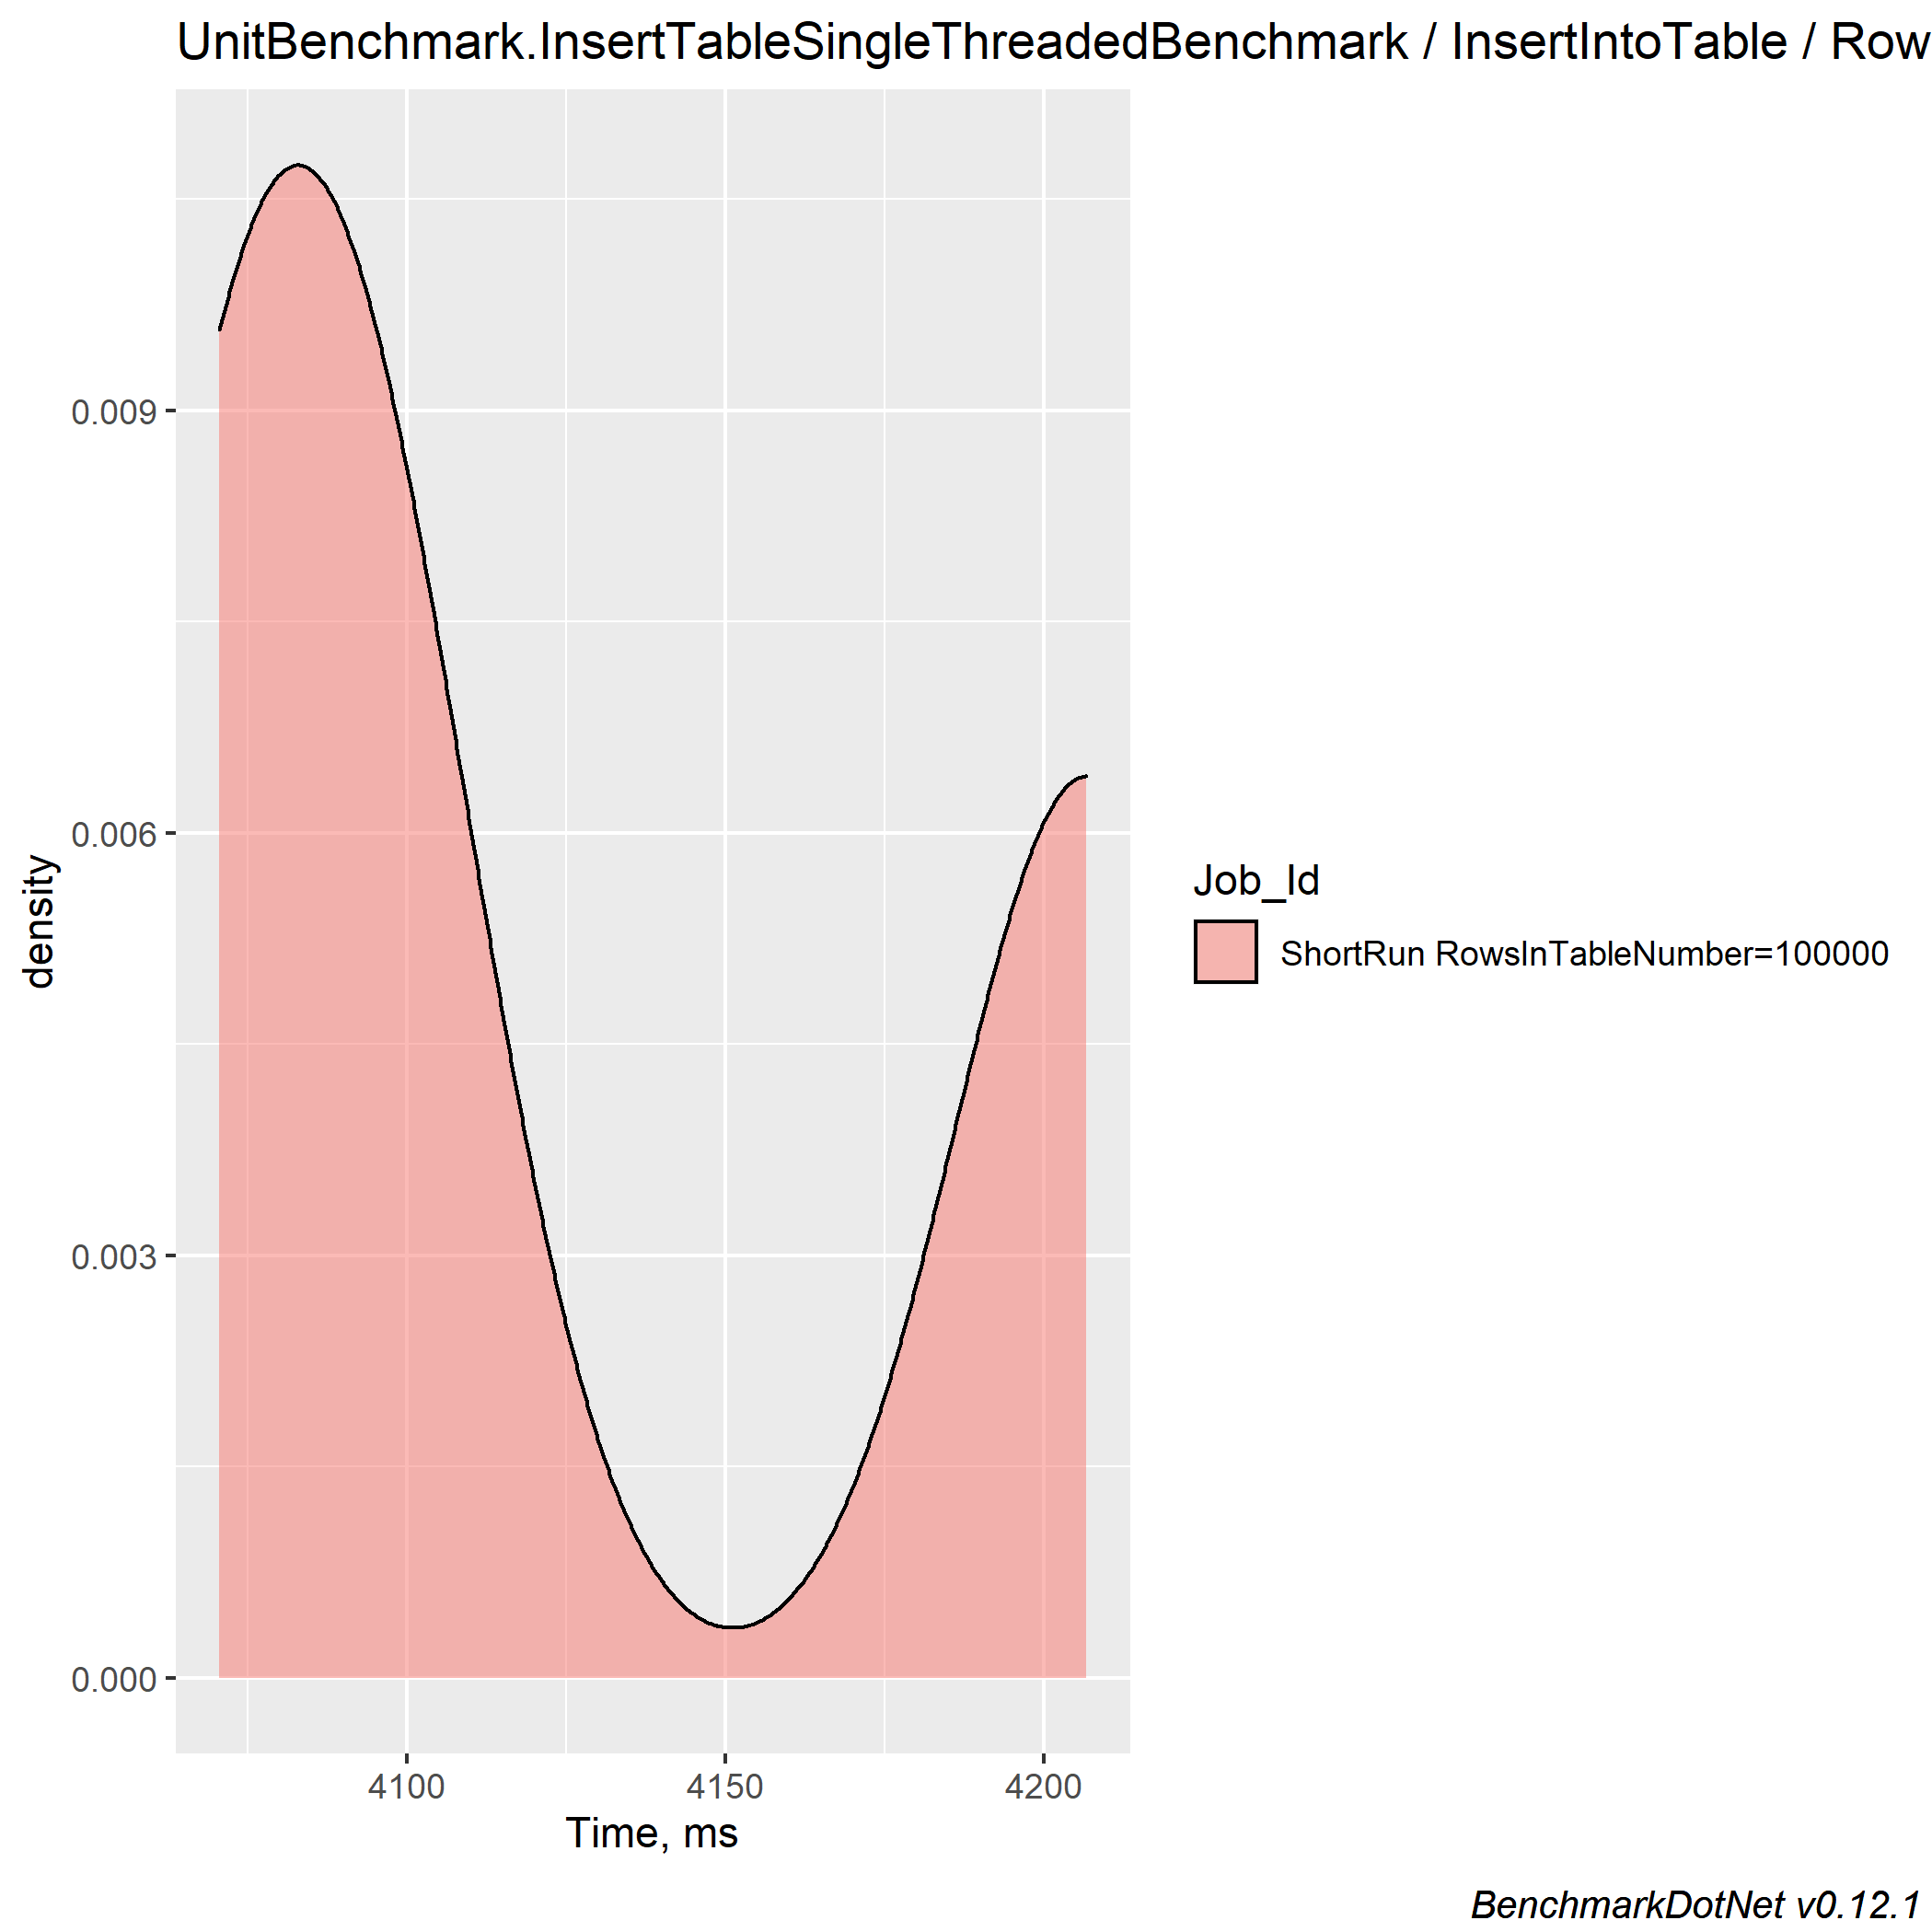 UnitBenchmark.InsertTableSingleThreadedBenchmark / InsertIntoTable / Row
0.009
0.006
0.003
0.000
density
4100 4150 4200
Time, ms
Job_Id
ShortRun RowsInTableNumber=100000
BenchmarkDotNet v0.12.1